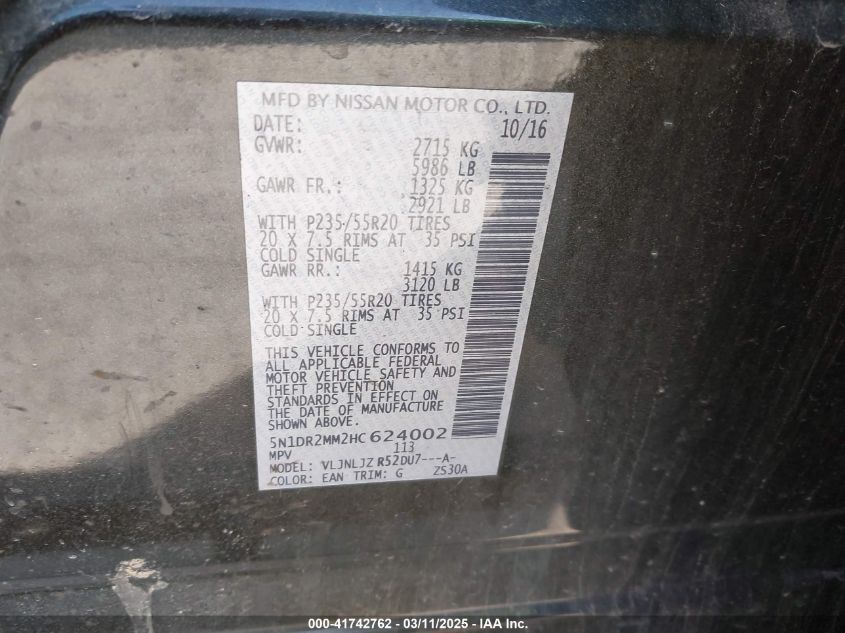 MFD BY NISSAN MOTOR CO., LTD.
DATE: 10/16
GVWR: 2715 KG
5986 LB
GAWR FR.: 1325 KG
2921 LB
WITH P235/55R20 TIRES
20 X 7.5 RIMS AT 35 PSI
COLD SINGLE
GAWR RR.: 1415 KG
3120 LB
WITH P235/55R20 TIRES
20 X 7.5 RIMS AT 35 PSI
COLD SINGLE
THIS VEHICLE CONFORMS TO
ALL APPLICABLE FEDERAL
MOTOR VEHICLE SAFETY AND
THEFT PREVENTION
STANDARDS IN EFFECT ON
THE DATE OF MANUFACTURE
SHOWN ABOVE.
5N1DR2MM2HC 624002
MPV 113
MODEL: VLJNLJZ R52DU7---A-
COLOR: EAN TRIM: G ZS30A
000-41742762 - 03/11/2025 - IAA Inc.